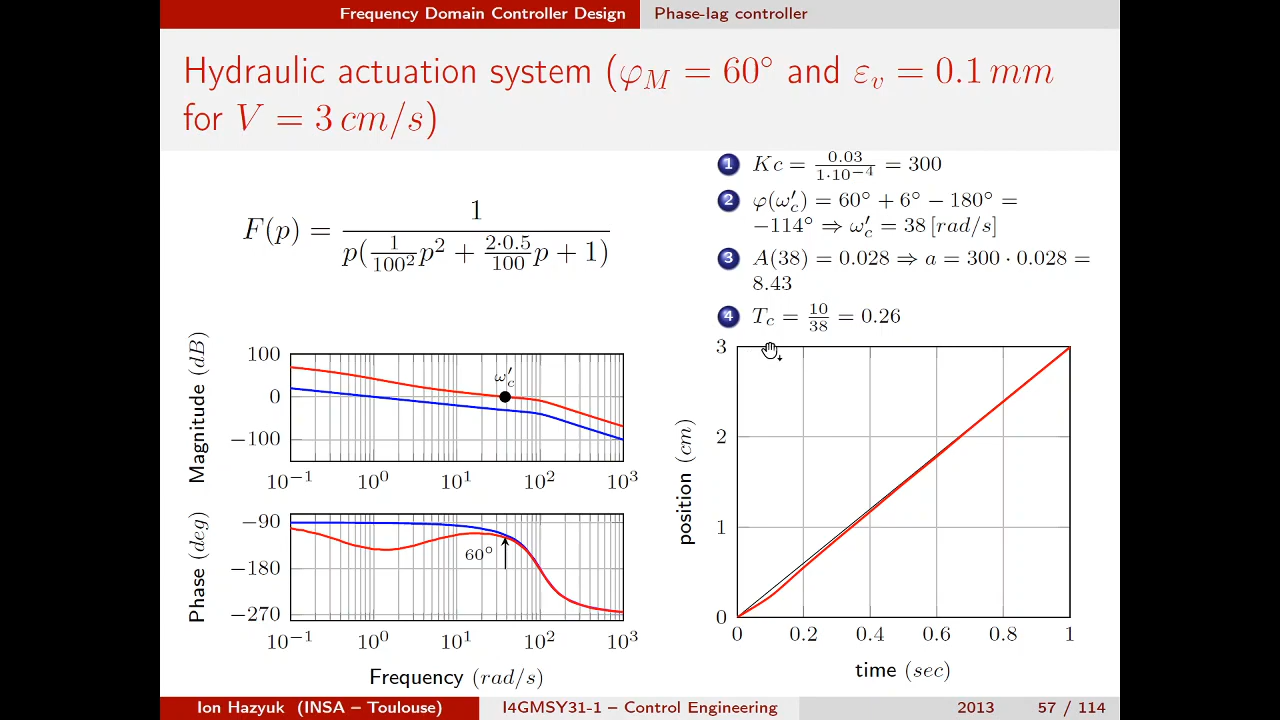 Frequency Domain Controller Design Phase-lag controller
Hydraulic actuation system (φ_M = 60° and ε_v = 0.1 mm
for V = 3 cm/s)
F(p) = 1 / (p(1/100² p² + 2·0.5/100 p + 1))
1 Kc = 0.03 / 1·10⁻⁴ = 300
2 φ(ω′_c) = 60° + 6° − 180° =
−114° ⇒ ω′_c = 38 [rad/s]
3 A(38) = 0.028 ⇒ a = 300 · 0.028 =
8.43
4 T_c = 10/38 = 0.26
Magnitude (dB)
100
0
−100
ω′_c
10⁻¹ 10⁰ 10¹ 10² 10³
Phase (deg)
−90
−180
−270
60°
10⁻¹ 10⁰ 10¹ 10² 10³
Frequency (rad/s)
position (cm)
3
2
1
0
0 0.2 0.4 0.6 0.8 1
time (sec)
Ion Hazyuk (INSA – Toulouse) I4GMSY31-1 – Control Engineering 2013 57 / 114